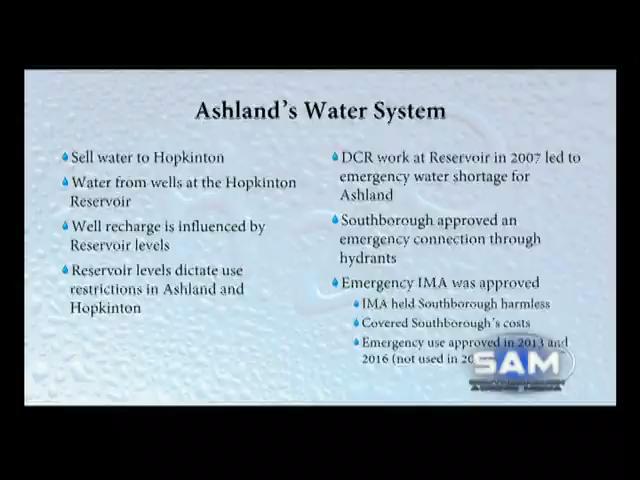 Ashland's Water System
Sell water to Hopkinton
Water from wells at the Hopkinton
Reservoir
Well recharge is influenced by
Reservoir levels
Reservoir levels dictate use
restrictions in Ashland and
Hopkinton
DCR work at Reservoir in 2007 led to
emergency water shortage for
Ashland
Southborough approved an
emergency connection through
hydrants
Emergency IMA was approved
IMA held Southborough harmless
Covered Southborough's costs
Emergency use approved in 2013 and
2016 (not used in
SAM